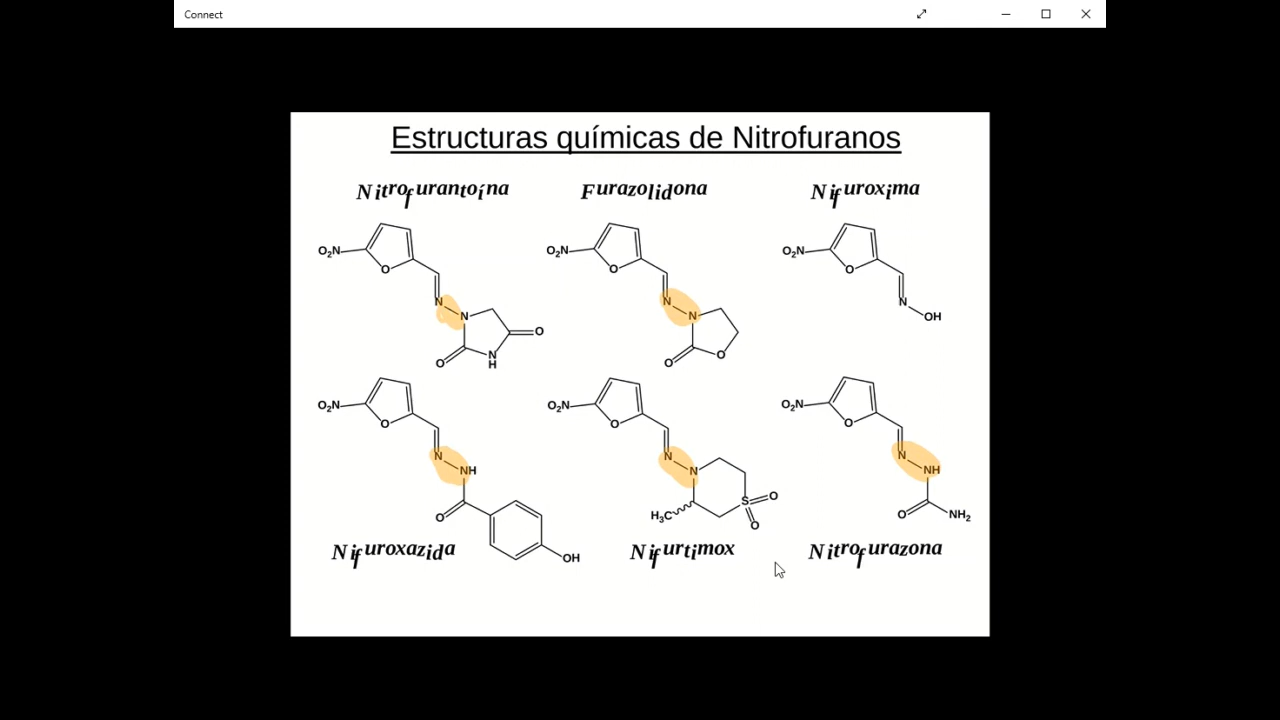 Connect
Estructuras químicas de Nitrofuranos
Nitrofurantoína
Furazolidona
Nifuroxima
O₂N
O
N
N
O
O
N
H
O₂N
O
N
N
O
O
O₂N
O
N
OH
O₂N
O
N
NH
O
OH
O₂N
O
N
N
H₃C
S
O
O
O₂N
O
N
NH
O
NH₂
Nifuroxazida
Nifurtimox
Nitrofurazona